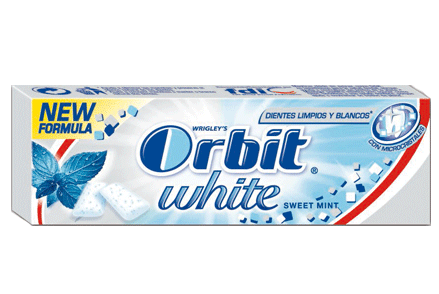 NEW
FORMULA
WRIGLEY'S
Orbit®
white
SWEET MINT
DIENTES LIMPIOS Y BLANCOS*
CON MICROCRISTALES